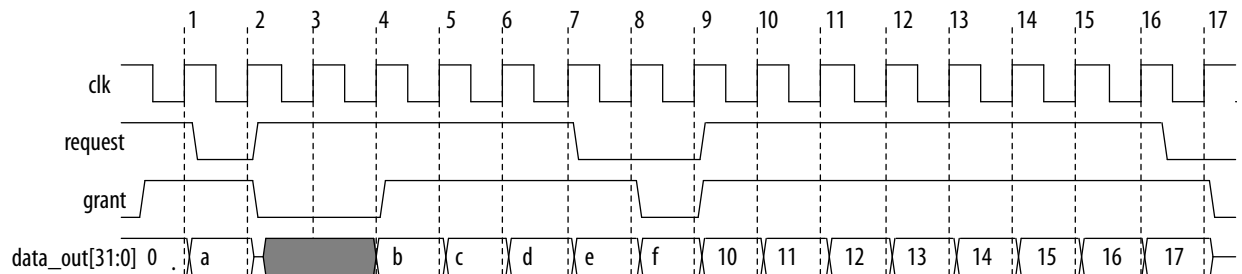 1 2 3 4 5 6 7 8 9 10 11 12 13 14 15 16 17
clk
request
grant
data_out[31:0] 0 . a b c d e f 10 11 12 13 14 15 16 17